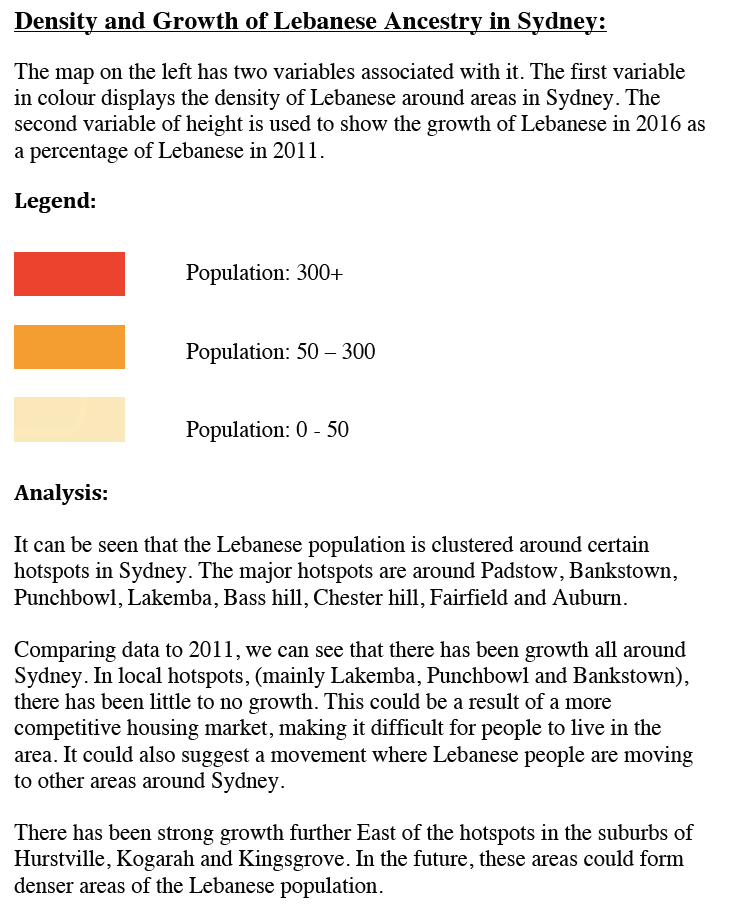 Density and Growth of Lebanese Ancestry in Sydney:
The map on the left has two variables associated with it. The first variable
in colour displays the density of Lebanese around areas in Sydney. The
second variable of height is used to show the growth of Lebanese in 2016 as
a percentage of Lebanese in 2011.
Legend:
Population: 300+
Population: 50 – 300
Population: 0 - 50
Analysis:
It can be seen that the Lebanese population is clustered around certain
hotspots in Sydney. The major hotspots are around Padstow, Bankstown,
Punchbowl, Lakemba, Bass hill, Chester hill, Fairfield and Auburn.
Comparing data to 2011, we can see that there has been growth all around
Sydney. In local hotspots, (mainly Lakemba, Punchbowl and Bankstown),
there has been little to no growth. This could be a result of a more
competitive housing market, making it difficult for people to live in the
area. It could also suggest a movement where Lebanese people are moving
to other areas around Sydney.
There has been strong growth further East of the hotspots in the suburbs of
Hurstville, Kogarah and Kingsgrove. In the future, these areas could form
denser areas of the Lebanese population.